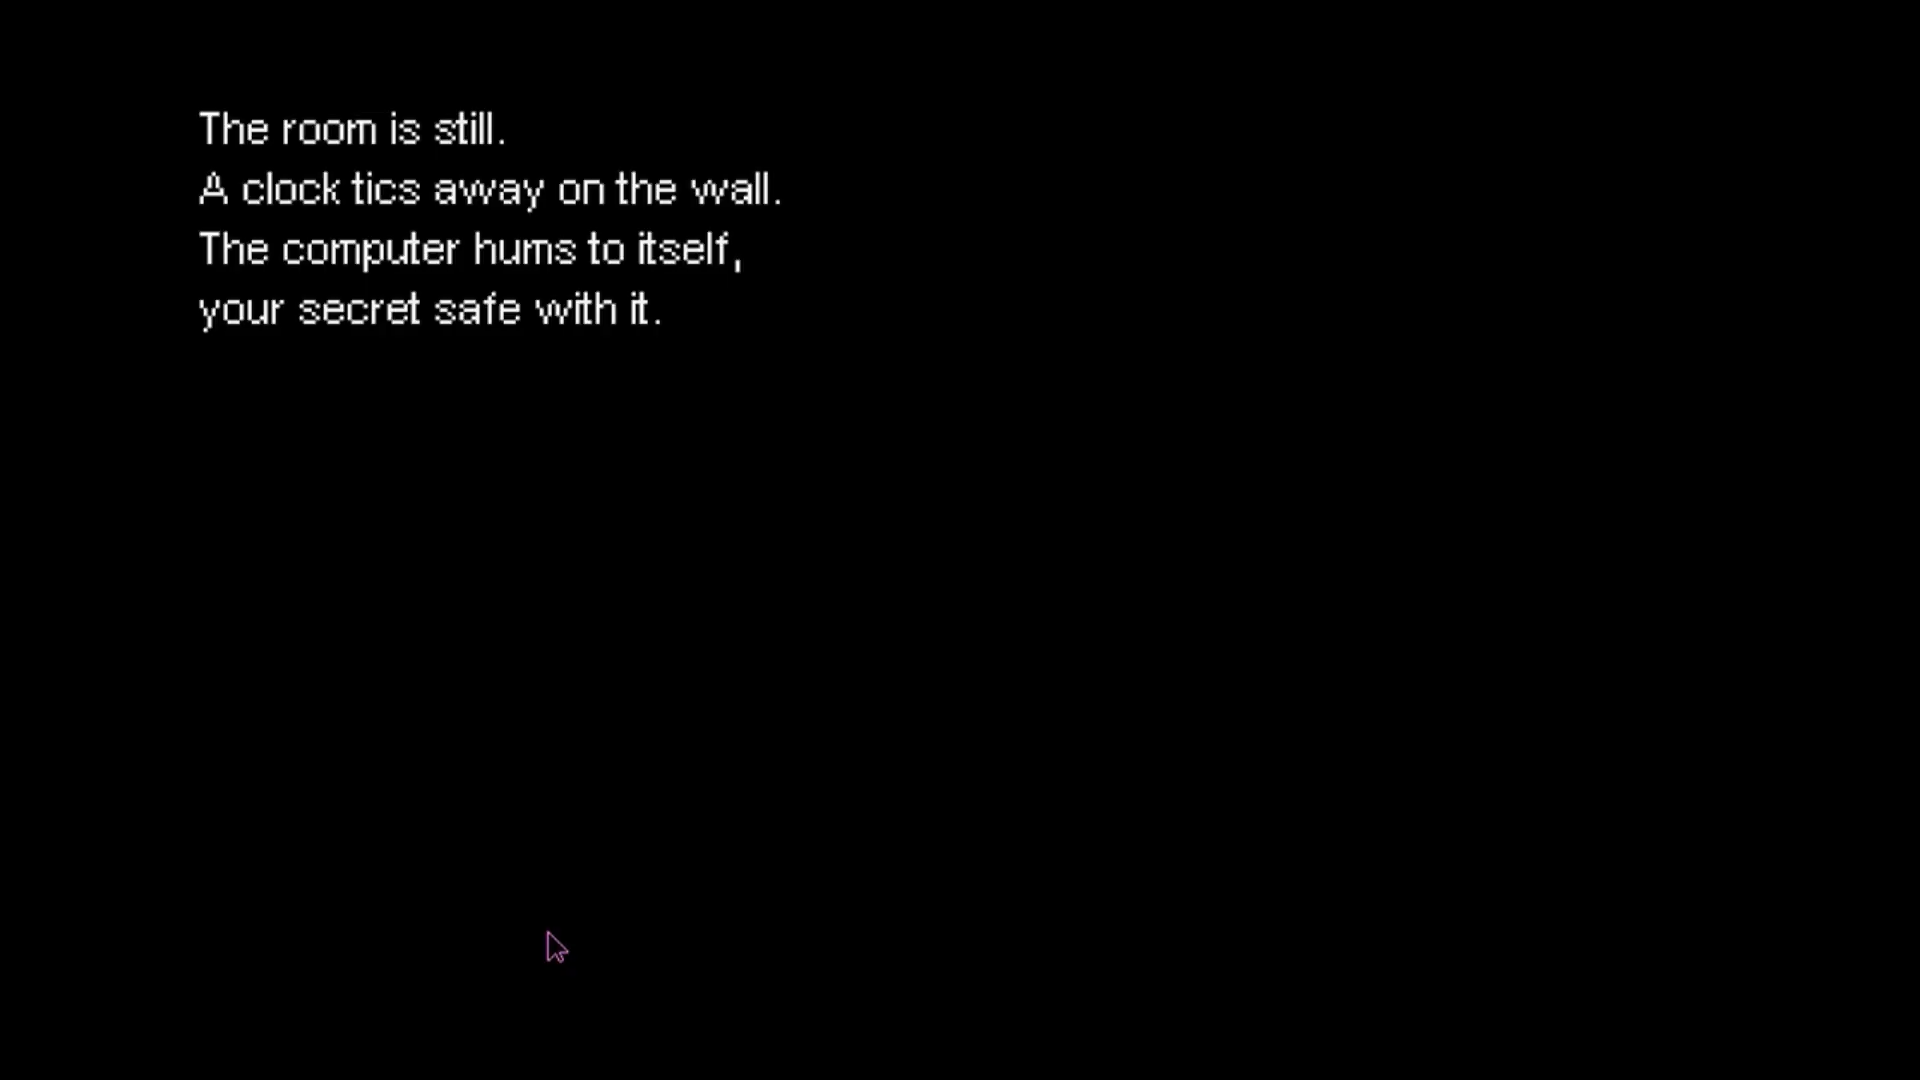 The room is still.
A clock tics away on the wall.
The computer hums to itself,
your secret safe with it.